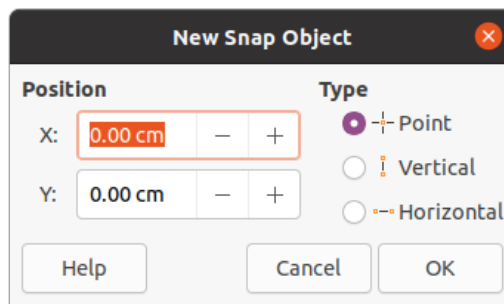 New Snap Object
Position
X: 0.00 cm
Y: 0.00 cm
Type
Point
Vertical
Horizontal
Help
Cancel
OK